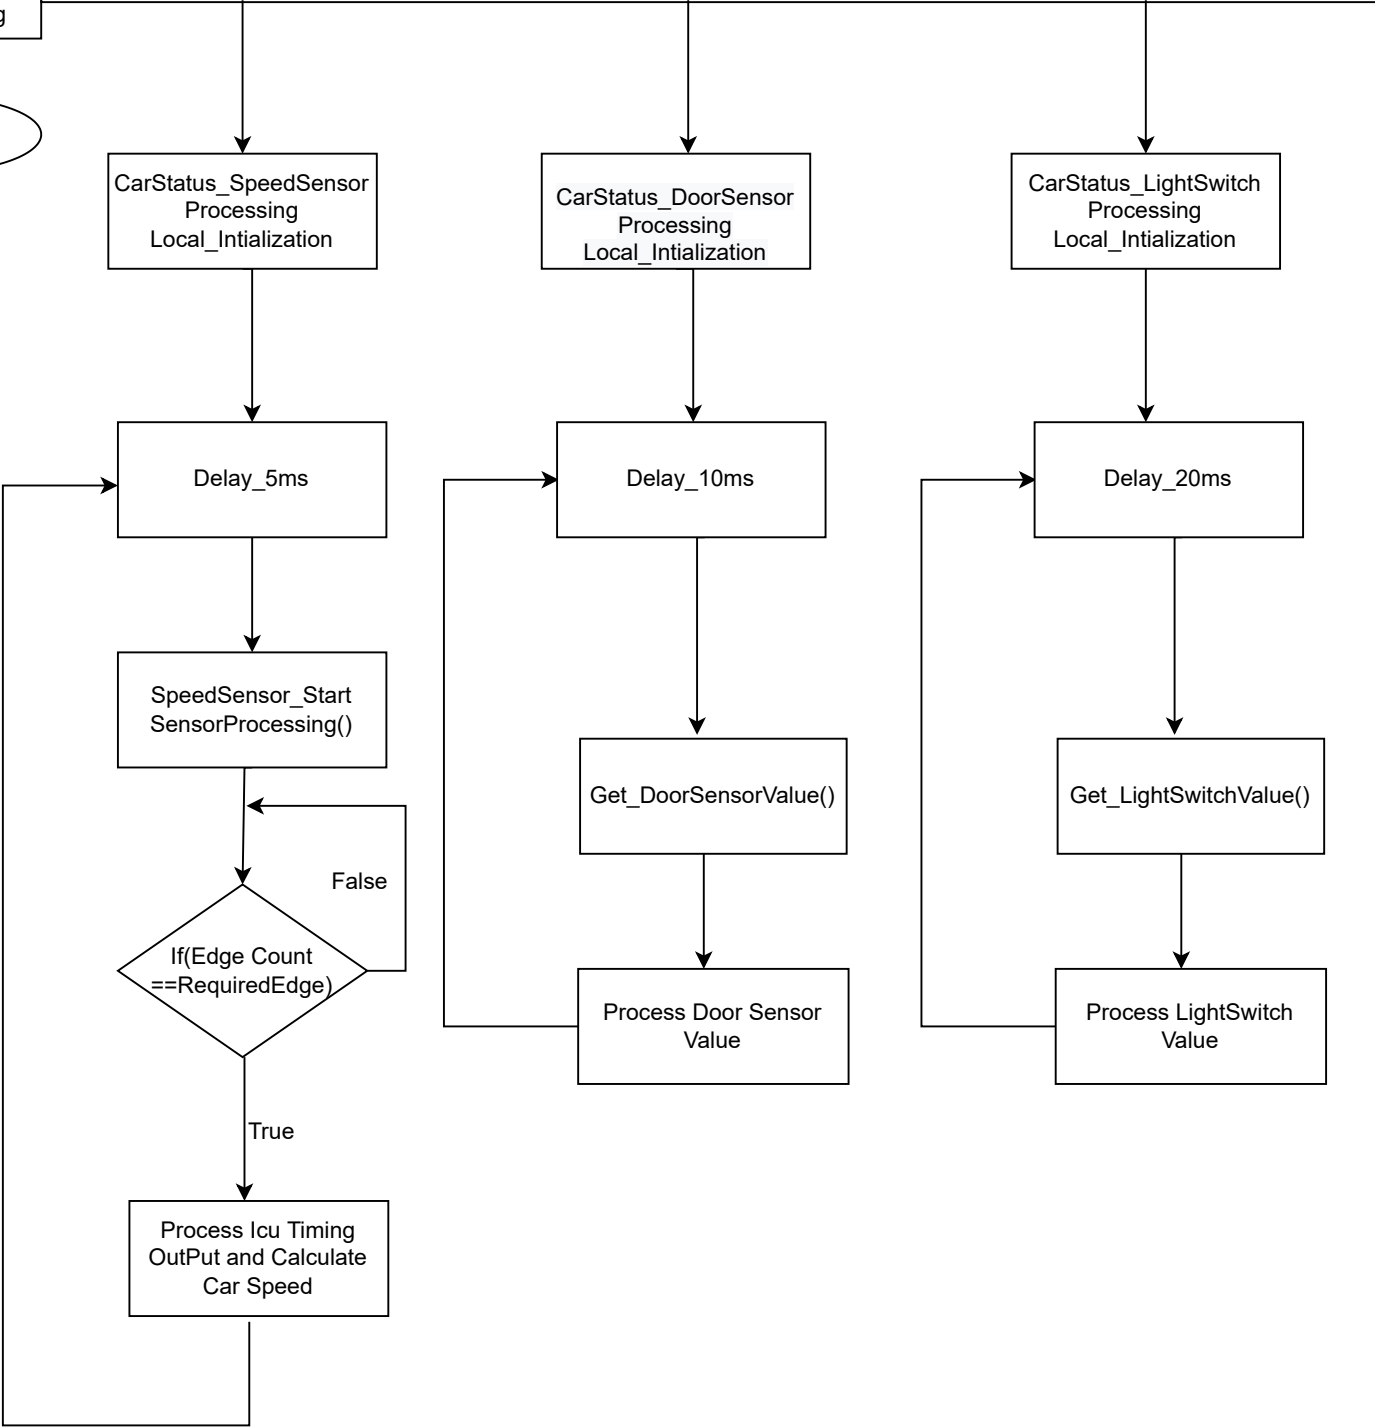 g
CarStatus_SpeedSensor
Processing
Local_Intialization
CarStatus_DoorSensor
Processing
Local_Intialization
CarStatus_LightSwitch
Processing
Local_Intialization
Delay_5ms
Delay_10ms
Delay_20ms
SpeedSensor_Start
SensorProcessing()
Get_DoorSensorValue()
Get_LightSwitchValue()
False
If(Edge Count
==RequiredEdge)
Process Door Sensor
Value
Process LightSwitch
Value
True
Process Icu Timing
OutPut and Calculate
Car Speed